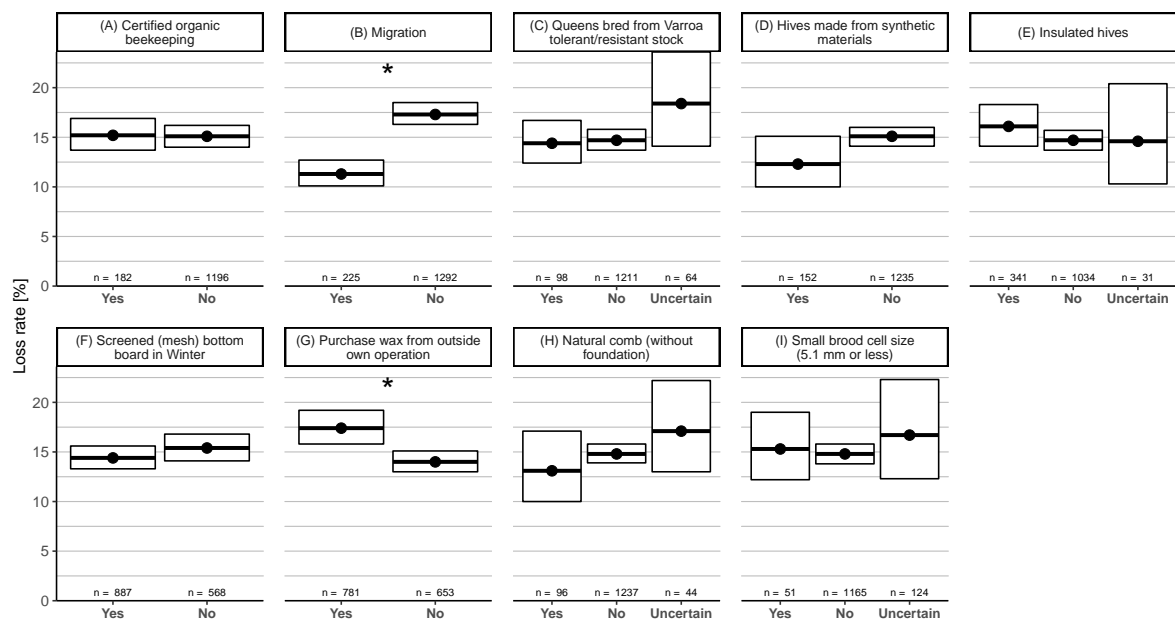 (A) Certified organic
beekeeping
(B) Migration
(C) Queens bred from Varroa
tolerant/resistant stock
(D) Hives made from synthetic
materials
(E) Insulated hives
*
20
15
10
5
0
n = 182
n = 1196
n = 225
n = 1292
n = 98
n = 1211
n = 64
n = 152
n = 1235
n = 341
n = 1034
n = 31
Yes
No
Yes
No
Yes
No
Uncertain
Yes
No
Yes
No
Uncertain
Loss rate [%]
(F) Screened (mesh) bottom
board in Winter
(G) Purchase wax from outside
own operation
(H) Natural comb (without
foundation)
(I) Small brood cell size
(5.1 mm or less)
*
20
15
10
5
0
n = 887
n = 568
n = 781
n = 653
n = 96
n = 1237
n = 44
n = 51
n = 1165
n = 124
Yes
No
Yes
No
Yes
No
Uncertain
Yes
No
Uncertain